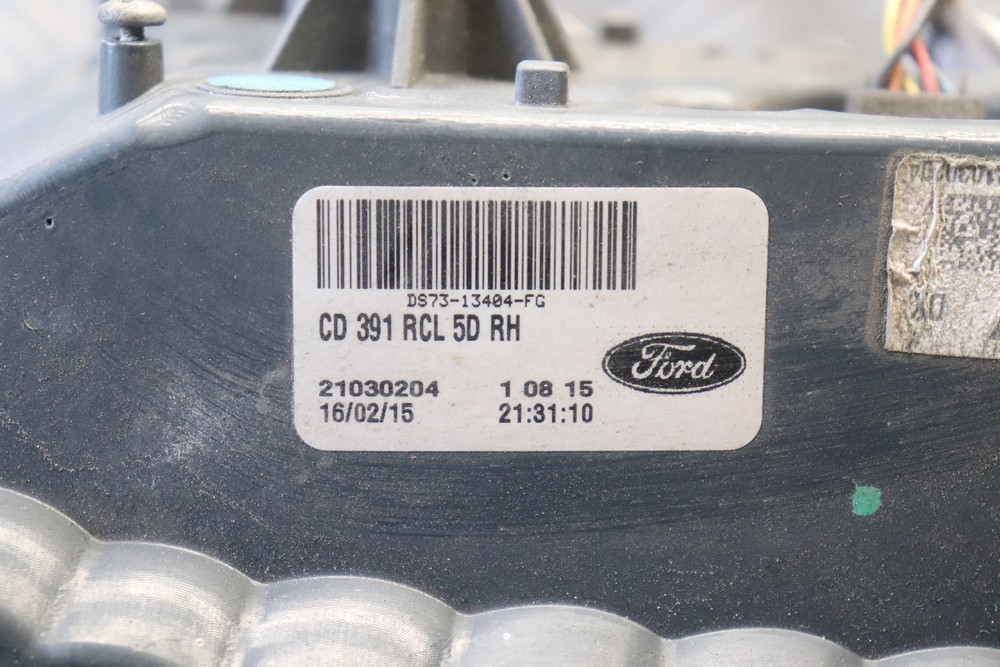 DS73-13404-FG
CD 391 RCL 5D RH
Ford
21030204 1 08 15
16/02/15 21:31:10
DX